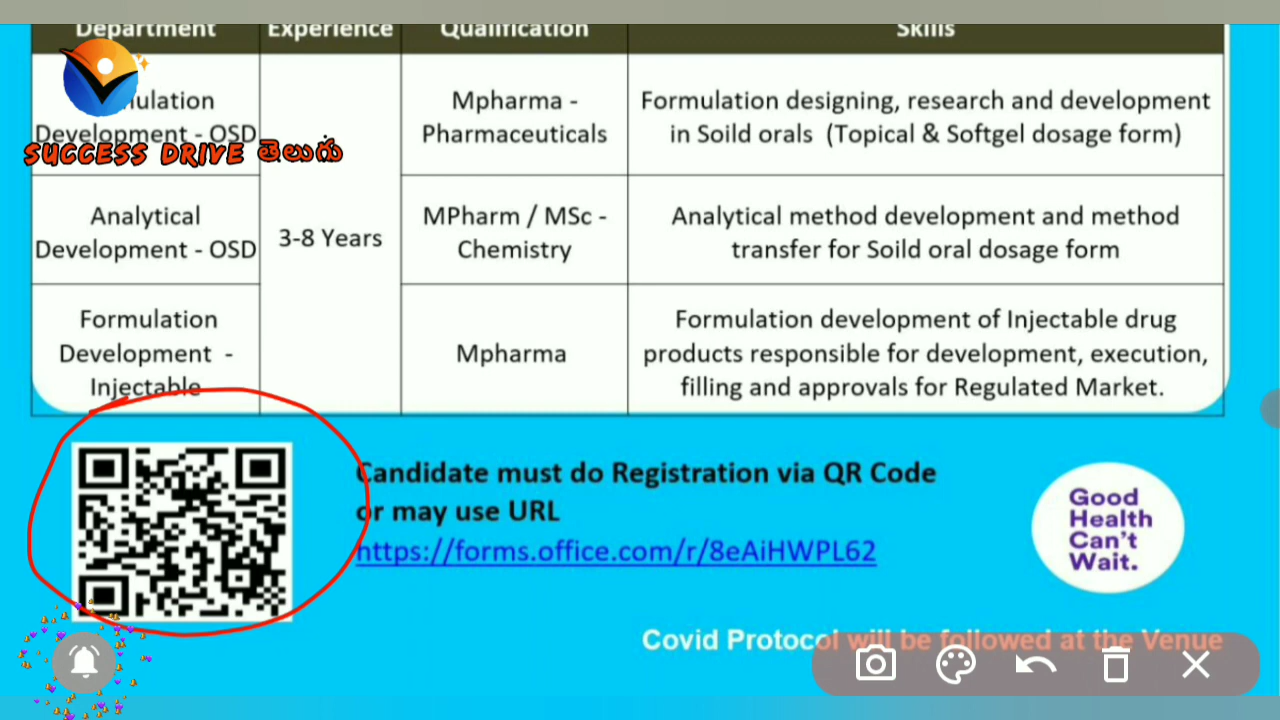 Department Experience Qualification Skills
Development - OSD
Mpharma -
Pharmaceuticals
Formulation designing, research and development
in Soild orals (Topical & Softgel dosage form)
SUCCESS DRIVE తెలుగు
Analytical
Development - OSD
3-8 Years
MPharm / MSc -
Chemistry
Analytical method development and method
transfer for Soild oral dosage form
Formulation
Development -
Injectable
Mpharma
Formulation development of Injectable drug
products responsible for development, execution,
filling and approvals for Regulated Market.
Candidate must do Registration via QR Code
or may use URL
https://forms.office.com/r/8eAiHWPL62
Good
Health
Can't
Wait.
Covid Protocol will be followed at the Venue